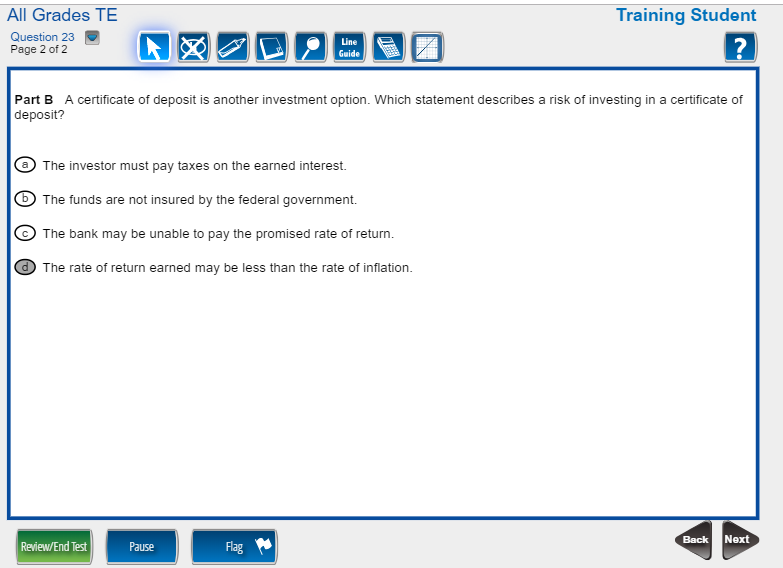 All Grades TE
Training Student
Question 23
Page 2 of 2
Line
Guide
?
Part B A certificate of deposit is another investment option. Which statement describes a risk of investing in a certificate of
deposit?
a The investor must pay taxes on the earned interest.
b The funds are not insured by the federal government.
c The bank may be unable to pay the promised rate of return.
d The rate of return earned may be less than the rate of inflation.
Review/End Test
Pause
Flag
Back
Next